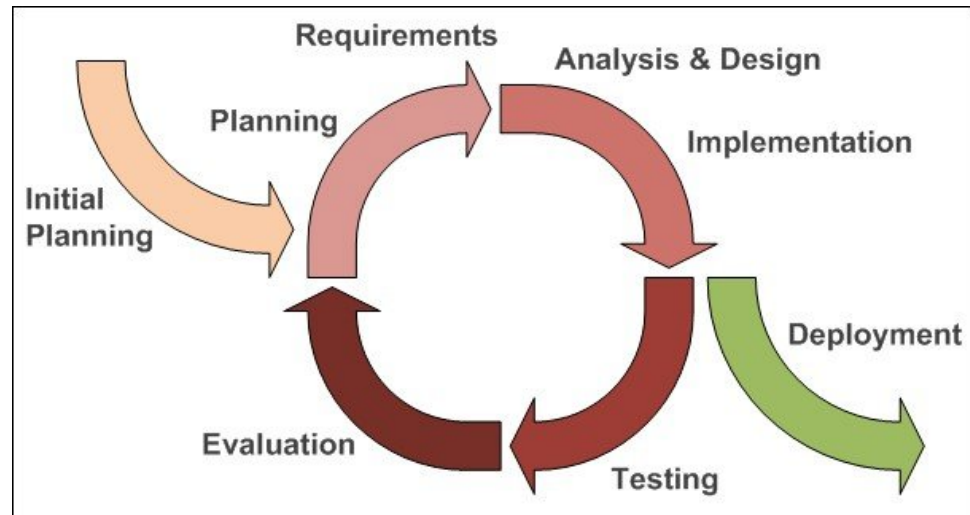 Requirements
Analysis & Design
Planning
Implementation
Initial
Planning
Deployment
Evaluation
Testing